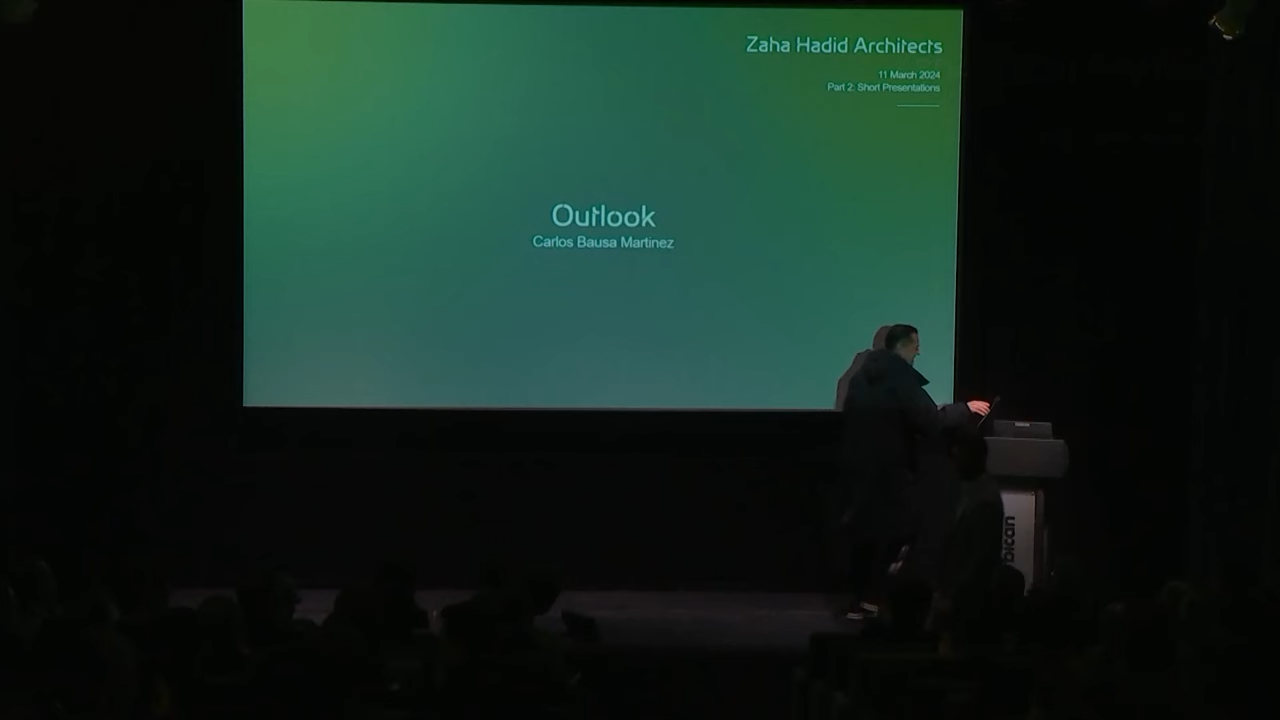 Zaha Hadid Architects
11 March 2024
Part 2: Short Presentations
Outlook
Carlos Bausa Martinez
bican